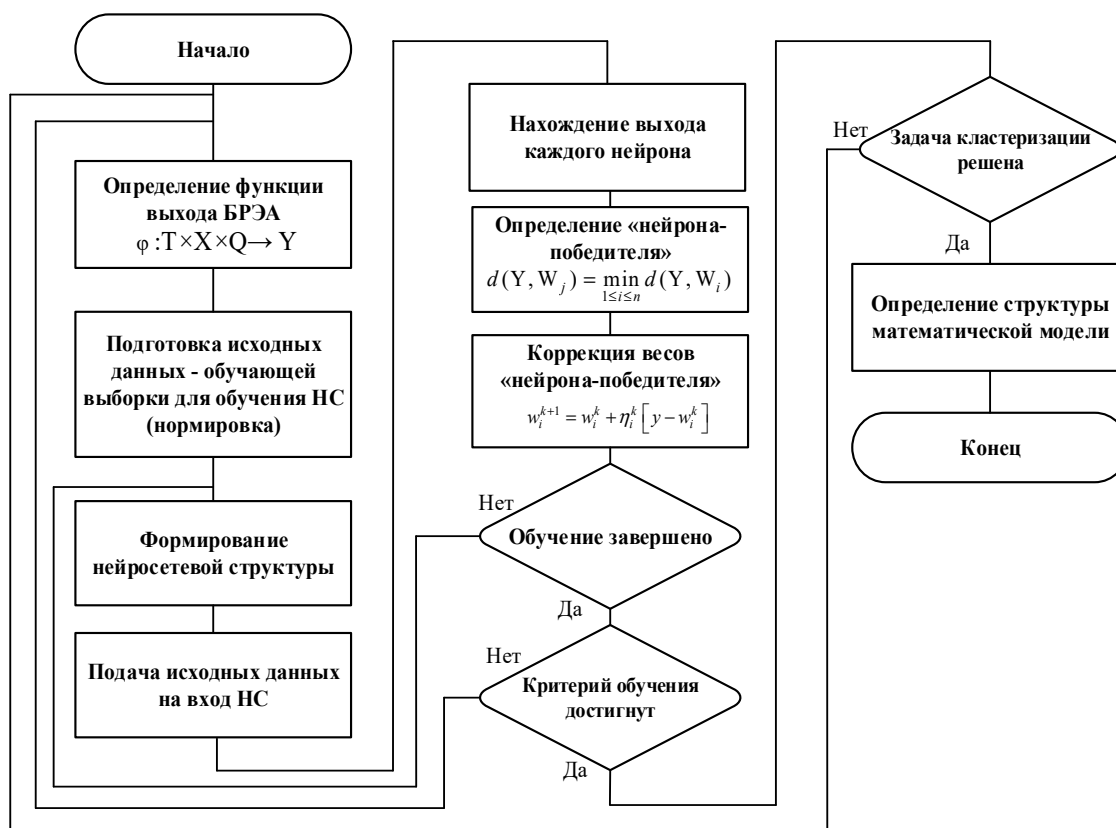 Начало
Определение функции
выхода БРЭА
φ :T×X×Q→ Y
Подготовка исходных
данных - обучающей
выборки для обучения НС
(нормировка)
Формирование
нейросетевой структуры
Подача исходных данных
на вход НС
Нахождение выхода
каждого нейрона
Определение «нейрона-
победителя»
d(Y, W_j) = min_{1≤i≤n} d(Y, W_i)
Коррекция весов
«нейрона-победителя»
w_i^{k+1} = w_i^k + η_i^k [y − w_i^k]
Нет
Обучение завершено
Да
Нет
Критерий обучения
достигнут
Да
Нет
Задача кластеризации
решена
Да
Определение структуры
математической модели
Конец